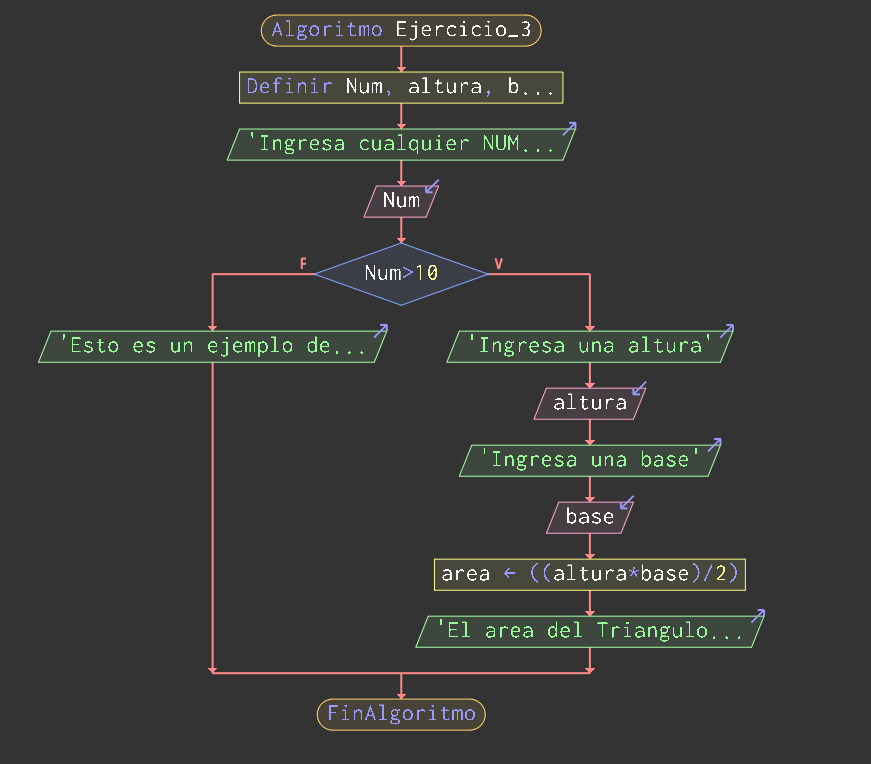 Algoritmo Ejercicio_3
Definir Num, altura, b...
'Ingresa cualquier NUM...
Num
F
V
Num>10
'Esto es un ejemplo de...
'Ingresa una altura'
altura
'Ingresa una base'
base
area ← ((altura*base)/2)
'El area del Triangulo...
FinAlgoritmo